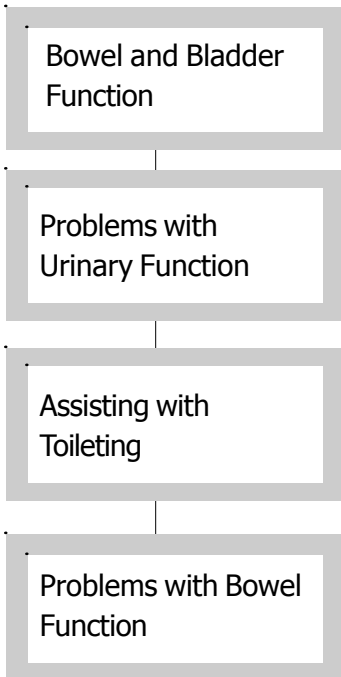 Bowel and Bladder
Function
Problems with
Urinary Function
Assisting with
Toileting
Problems with Bowel
Function